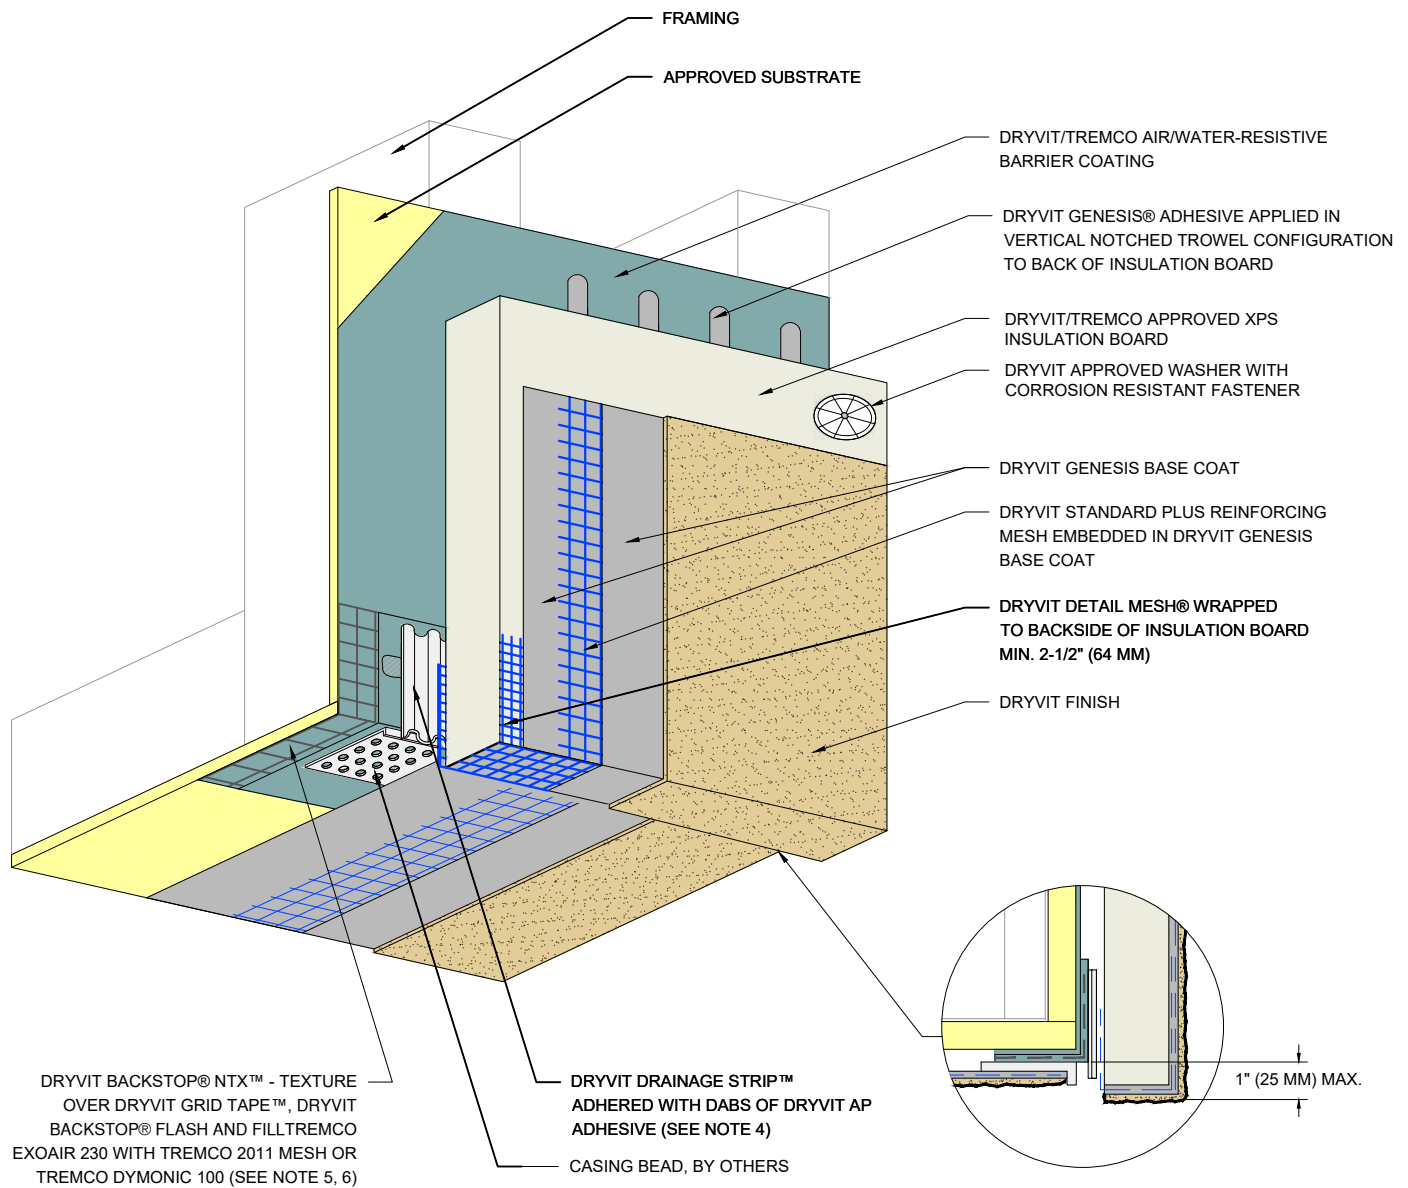 FRAMING
APPROVED SUBSTRATE
DRYVIT/TREMCO AIR/WATER-RESISTIVE
BARRIER COATING
DRYVIT GENESIS® ADHESIVE APPLIED IN
VERTICAL NOTCHED TROWEL CONFIGURATION
TO BACK OF INSULATION BOARD
DRYVIT/TREMCO APPROVED XPS
INSULATION BOARD
DRYVIT APPROVED WASHER WITH
CORROSION RESISTANT FASTENER
DRYVIT GENESIS BASE COAT
DRYVIT STANDARD PLUS REINFORCING
MESH EMBEDDED IN DRYVIT GENESIS
BASE COAT
DRYVIT DETAIL MESH® WRAPPED
TO BACKSIDE OF INSULATION BOARD
MIN. 2-1/2" (64 MM)
DRYVIT FINISH
1" (25 MM) MAX.
DRYVIT BACKSTOP® NTX™ - TEXTURE
OVER DRYVIT GRID TAPE™, DRYVIT
BACKSTOP® FLASH AND FILLTREMCO
EXOAIR 230 WITH TREMCO 2011 MESH OR
TREMCO DYMONIC 100 (SEE NOTE 5, 6)
DRYVIT DRAINAGE STRIP™
ADHERED WITH DABS OF DRYVIT AP
ADHESIVE (SEE NOTE 4)
CASING BEAD, BY OTHERS